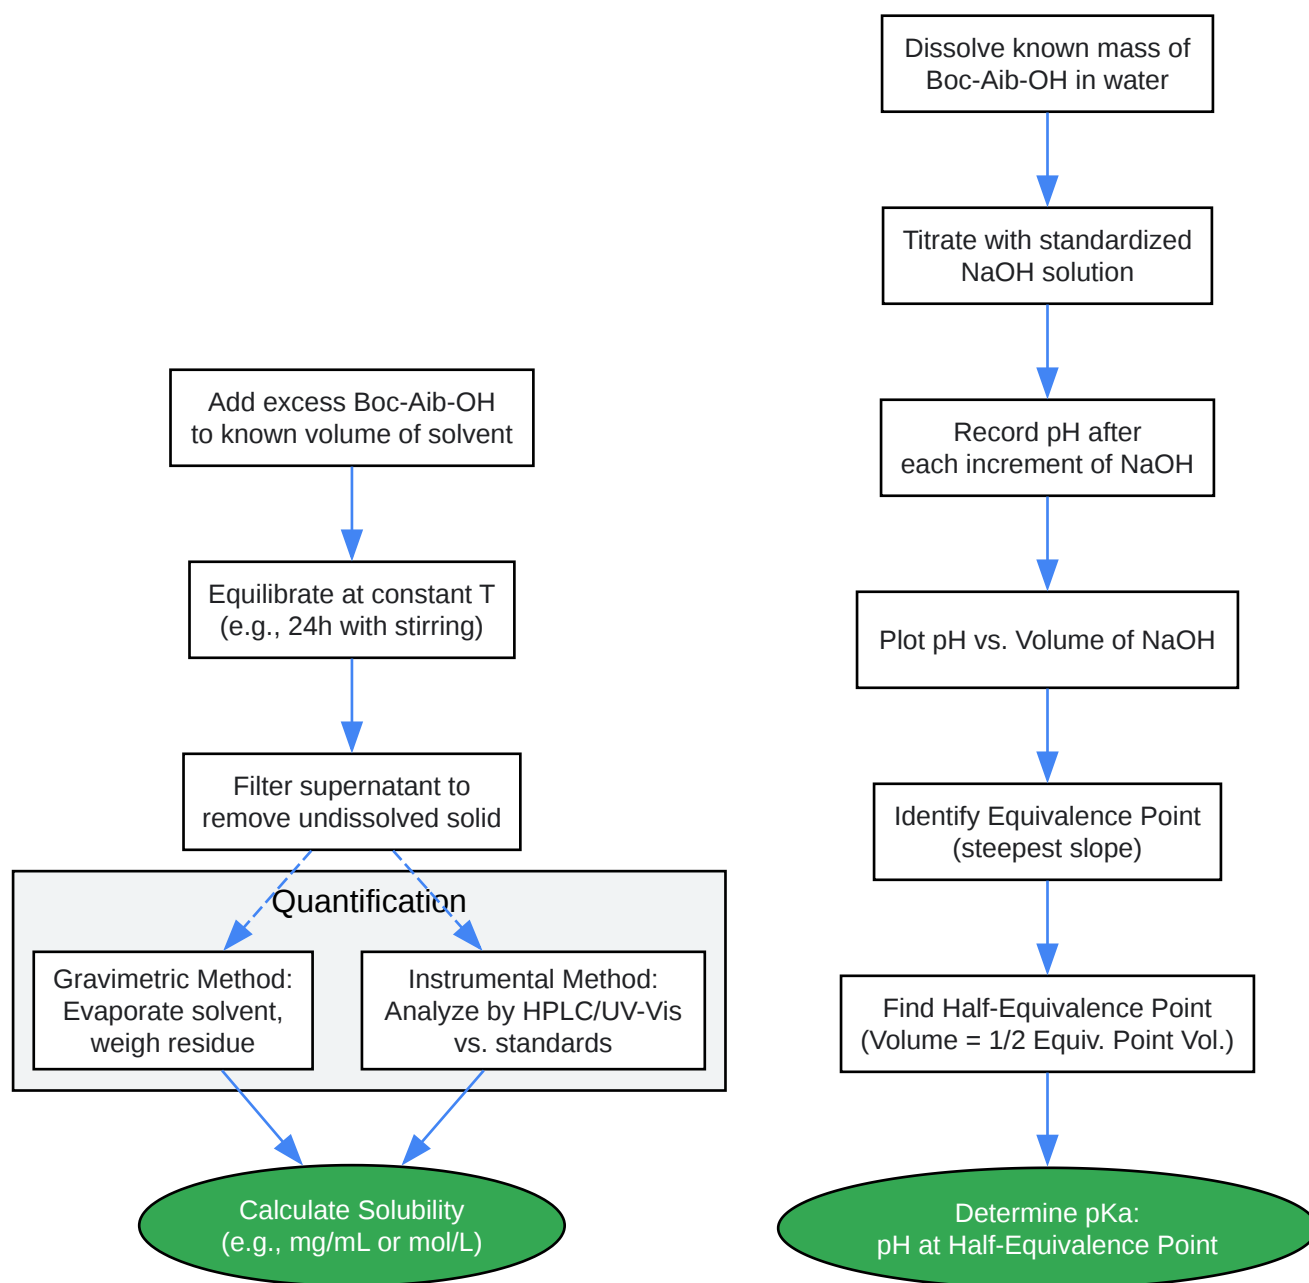 Add excess Boc-Aib-OH
to known volume of solvent
Equilibrate at constant T
(e.g., 24h with stirring)
Filter supernatant to
remove undissolved solid
Quantification
Gravimetric Method:
Evaporate solvent,
weigh residue
Instrumental Method:
Analyze by HPLC/UV-Vis
vs. standards
Calculate Solubility
(e.g., mg/mL or mol/L)
Dissolve known mass of
Boc-Aib-OH in water
Titrate with standardized
NaOH solution
Record pH after
each increment of NaOH
Plot pH vs. Volume of NaOH
Identify Equivalence Point
(steepest slope)
Find Half-Equivalence Point
(Volume = 1/2 Equiv. Point Vol.)
Determine pKa:
pH at Half-Equivalence Point